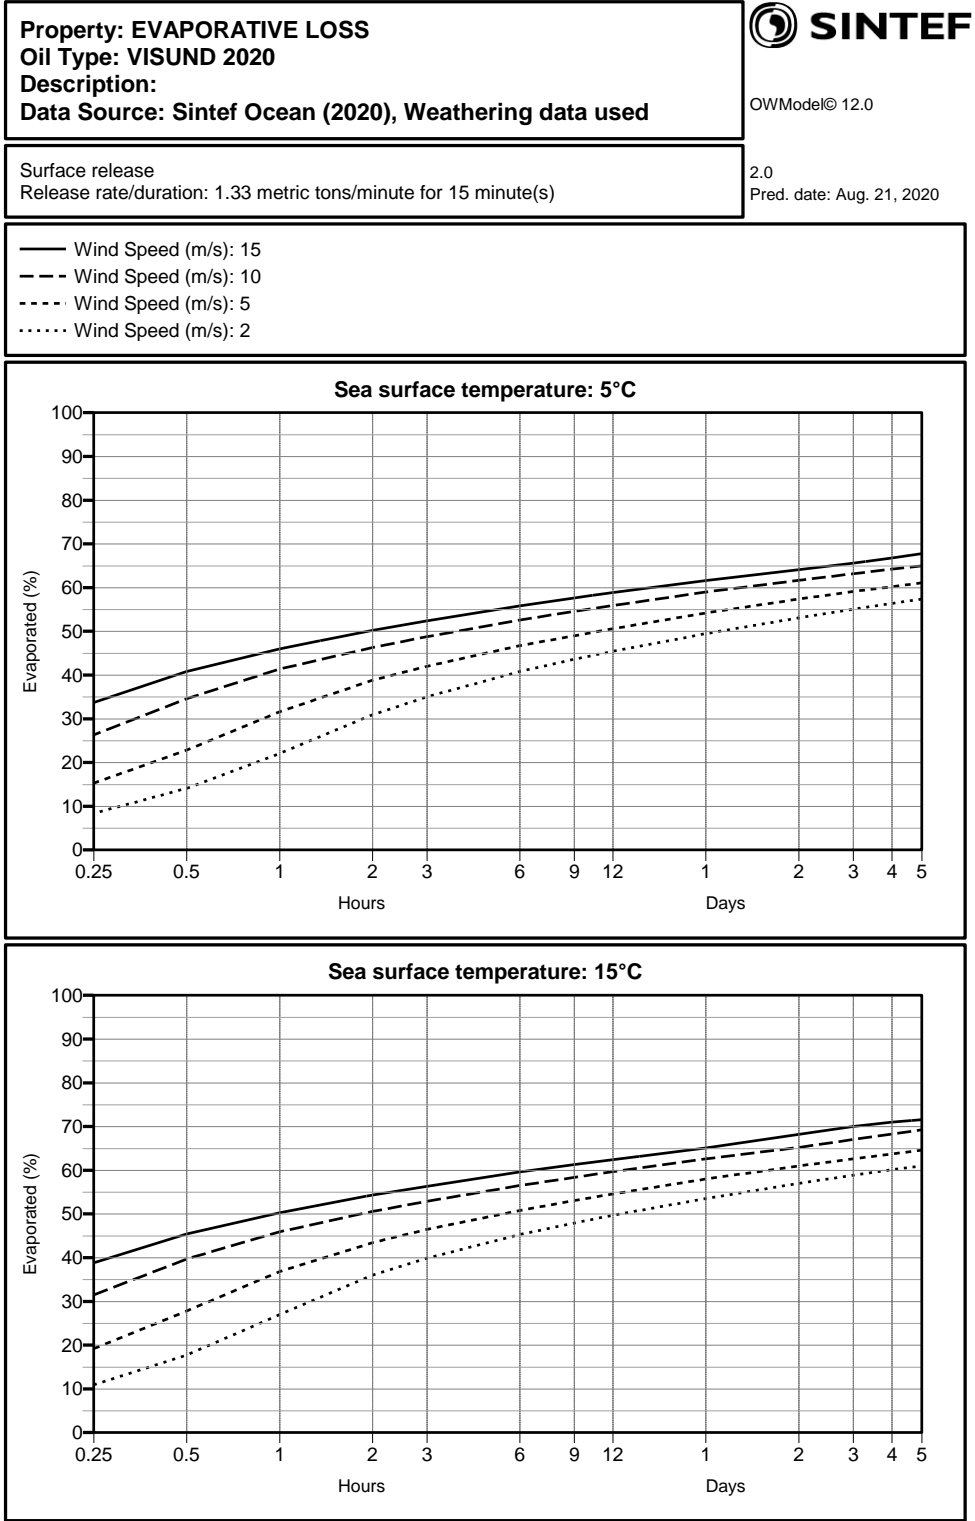 Property: EVAPORATIVE LOSS
Oil Type: VISUND 2020
Description:
Data Source: Sintef Ocean (2020), Weathering data used
SINTEF
OWModel© 12.0
Surface release
Release rate/duration: 1.33 metric tons/minute for 15 minute(s)
2.0
Pred. date: Aug. 21, 2020
Wind Speed (m/s): 15
Wind Speed (m/s): 10
Wind Speed (m/s): 5
Wind Speed (m/s): 2
Sea surface temperature: 5°C
100
90
80
70
60
50
40
30
20
10
0
Evaporated (%)
0.25 0.5 1 2 3 6 9 12 1 2 3 4 5
Hours Days
Sea surface temperature: 15°C
100
90
80
70
60
50
40
30
20
10
0
Evaporated (%)
0.25 0.5 1 2 3 6 9 12 1 2 3 4 5
Hours Days